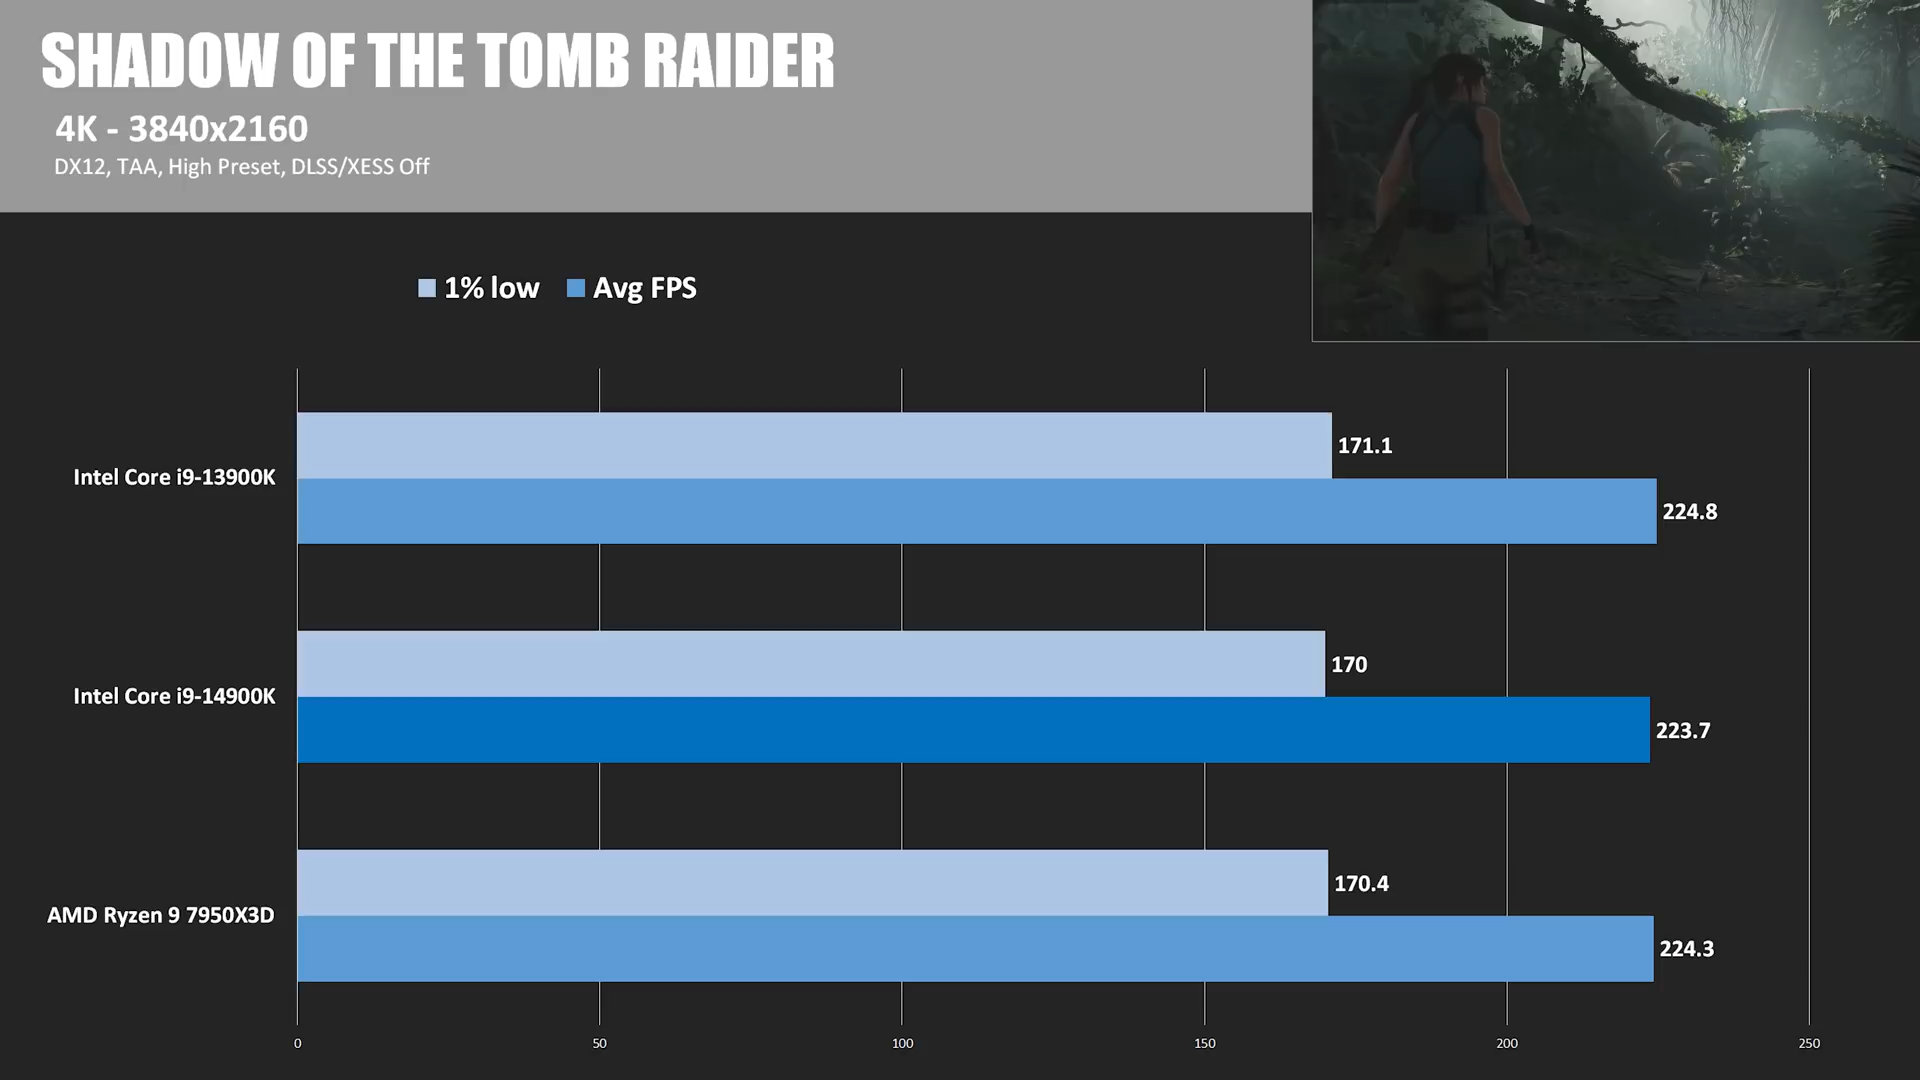 SHADOW OF THE TOMB RAIDER
4K - 3840x2160
DX12, TAA, High Preset, DLSS/XESS Off
1% low Avg FPS
Intel Core i9-13900K
171.1
224.8
Intel Core i9-14900K
170
223.7
AMD Ryzen 9 7950X3D
170.4
224.3
0 50 100 150 200 250